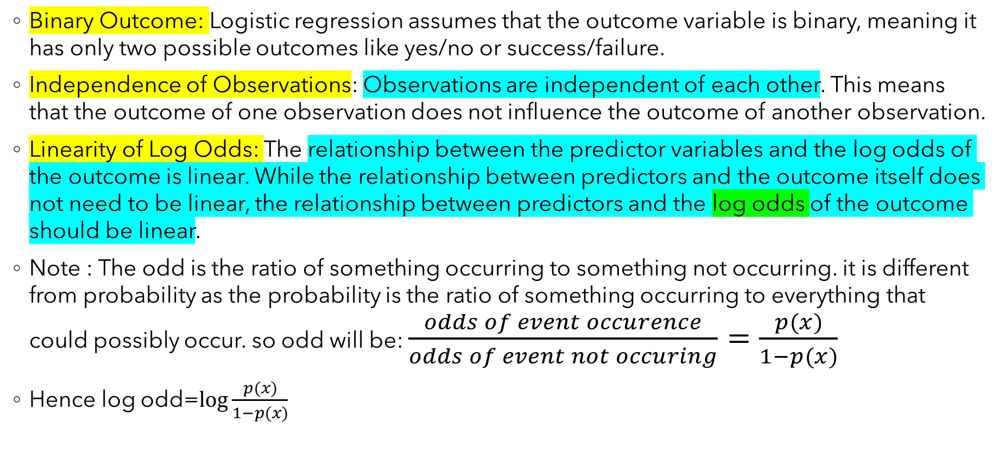 ◦ Binary Outcome: Logistic regression assumes that the outcome variable is binary, meaning it
has only two possible outcomes like yes/no or success/failure.
◦ Independence of Observations: Observations are independent of each other. This means
that the outcome of one observation does not influence the outcome of another observation.
◦ Linearity of Log Odds: The relationship between the predictor variables and the log odds of
the outcome is linear. While the relationship between predictors and the outcome itself does
not need to be linear, the relationship between predictors and the log odds of the outcome
should be linear.
◦ Note : The odd is the ratio of something occurring to something not occurring. it is different
from probability as the probability is the ratio of something occurring to everything that
could possibly occur. so odd will be: odds of event occurence / odds of event not occuring = p(x) / 1−p(x)
◦ Hence log odd=log p(x) / 1−p(x)